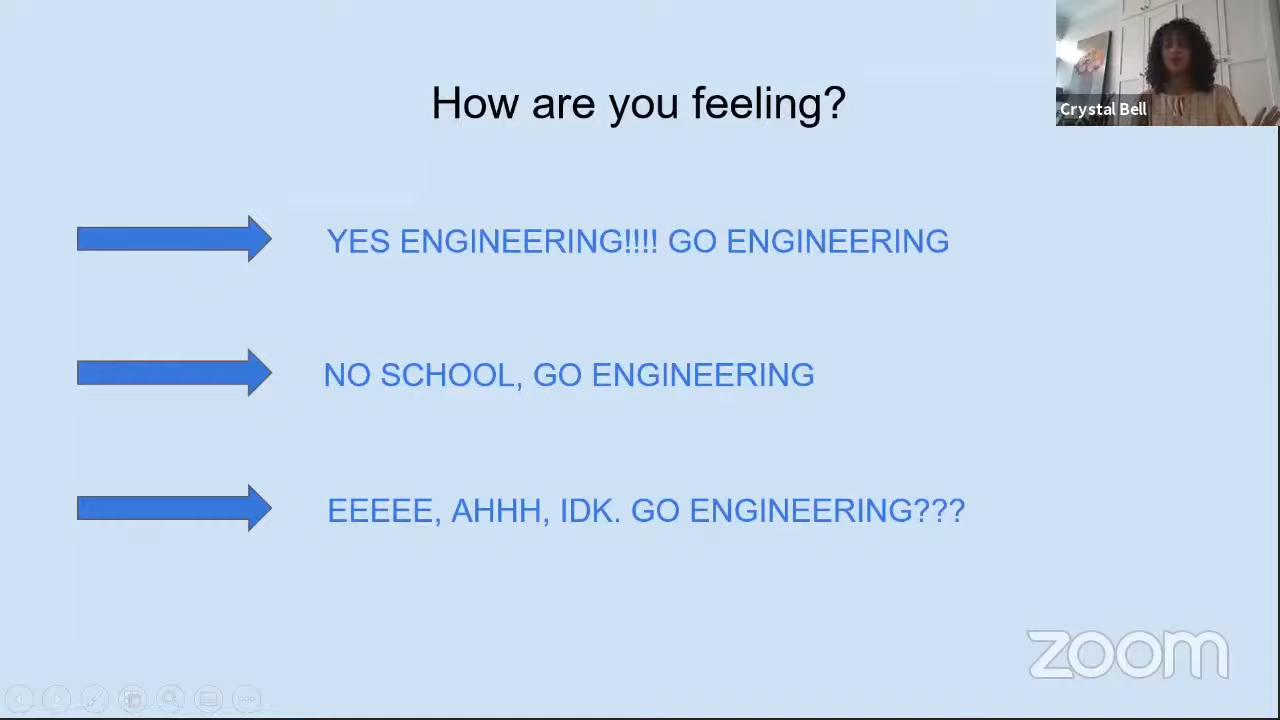 How are you feeling?
Crystal Bell
YES ENGINEERING!!!! GO ENGINEERING
NO SCHOOL, GO ENGINEERING
EEEEE, AHHH, IDK. GO ENGINEERING???
zoom